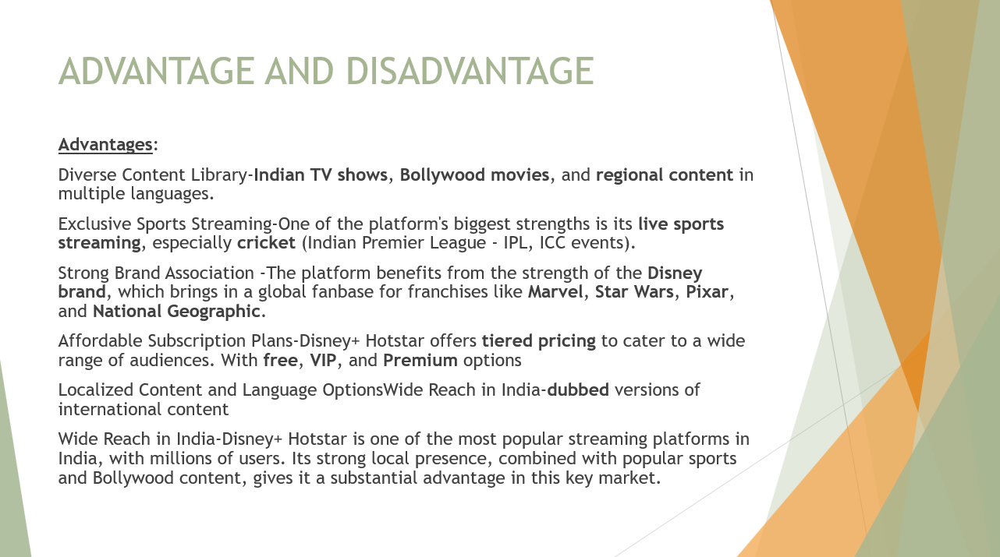 ADVANTAGE AND DISADVANTAGE
Advantages:
Diverse Content Library-Indian TV shows, Bollywood movies, and regional content in
multiple languages.
Exclusive Sports Streaming-One of the platform's biggest strengths is its live sports
streaming, especially cricket (Indian Premier League - IPL, ICC events).
Strong Brand Association -The platform benefits from the strength of the Disney
brand, which brings in a global fanbase for franchises like Marvel, Star Wars, Pixar,
and National Geographic.
Affordable Subscription Plans-Disney+ Hotstar offers tiered pricing to cater to a wide
range of audiences. With free, VIP, and Premium options
Localized Content and Language OptionsWide Reach in India-dubbed versions of
international content
Wide Reach in India-Disney+ Hotstar is one of the most popular streaming platforms in
India, with millions of users. Its strong local presence, combined with popular sports
and Bollywood content, gives it a substantial advantage in this key market.